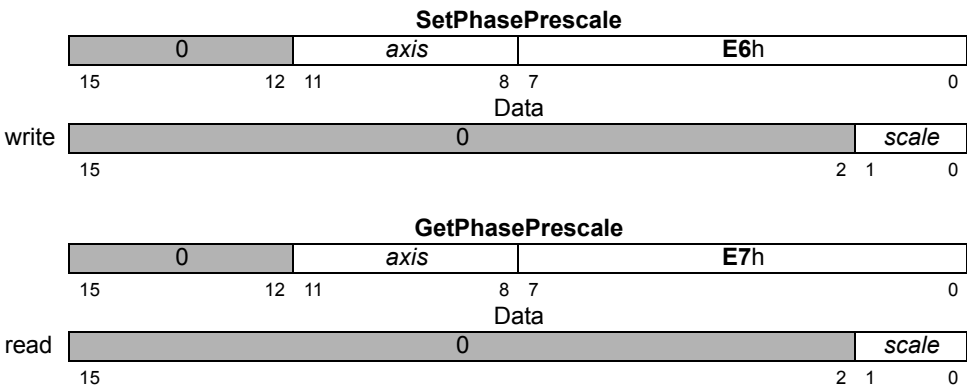 SetPhasePrescale
0 axis E6h
15 12 11 8 7 0
Data
write 0 scale
15 2 1 0
GetPhasePrescale
0 axis E7h
15 12 11 8 7 0
Data
read 0 scale
15 2 1 0